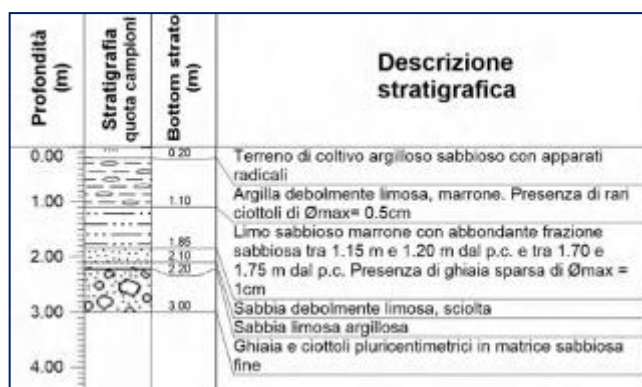 Profondità
(m)
Stratigrafia
quota campioni
Bottom strato
(m)
Descrizione
stratigrafica
0.00
1.00
2.00
3.00
4.00
0.20
1.10
1.85
2.10
2.20
3.00
Terreno di coltivo argilloso sabbioso con apparati
radicali
Argilla debolmente limosa, marrone. Presenza di rari
ciottoli di Ømax= 0.5cm
Limo sabbioso marrone con abbondante frazione
sabbiosa tra 1.15 m e 1.20 m dal p.c. e tra 1.70 e
1.75 m dal p.c. Presenza di ghiaia sparsa di Ømax =
1cm
Sabbia debolmente limosa, sciolta
Sabbia limosa argillosa
Ghiaia e ciottoli pluricentimetrici in matrice sabbiosa
fine